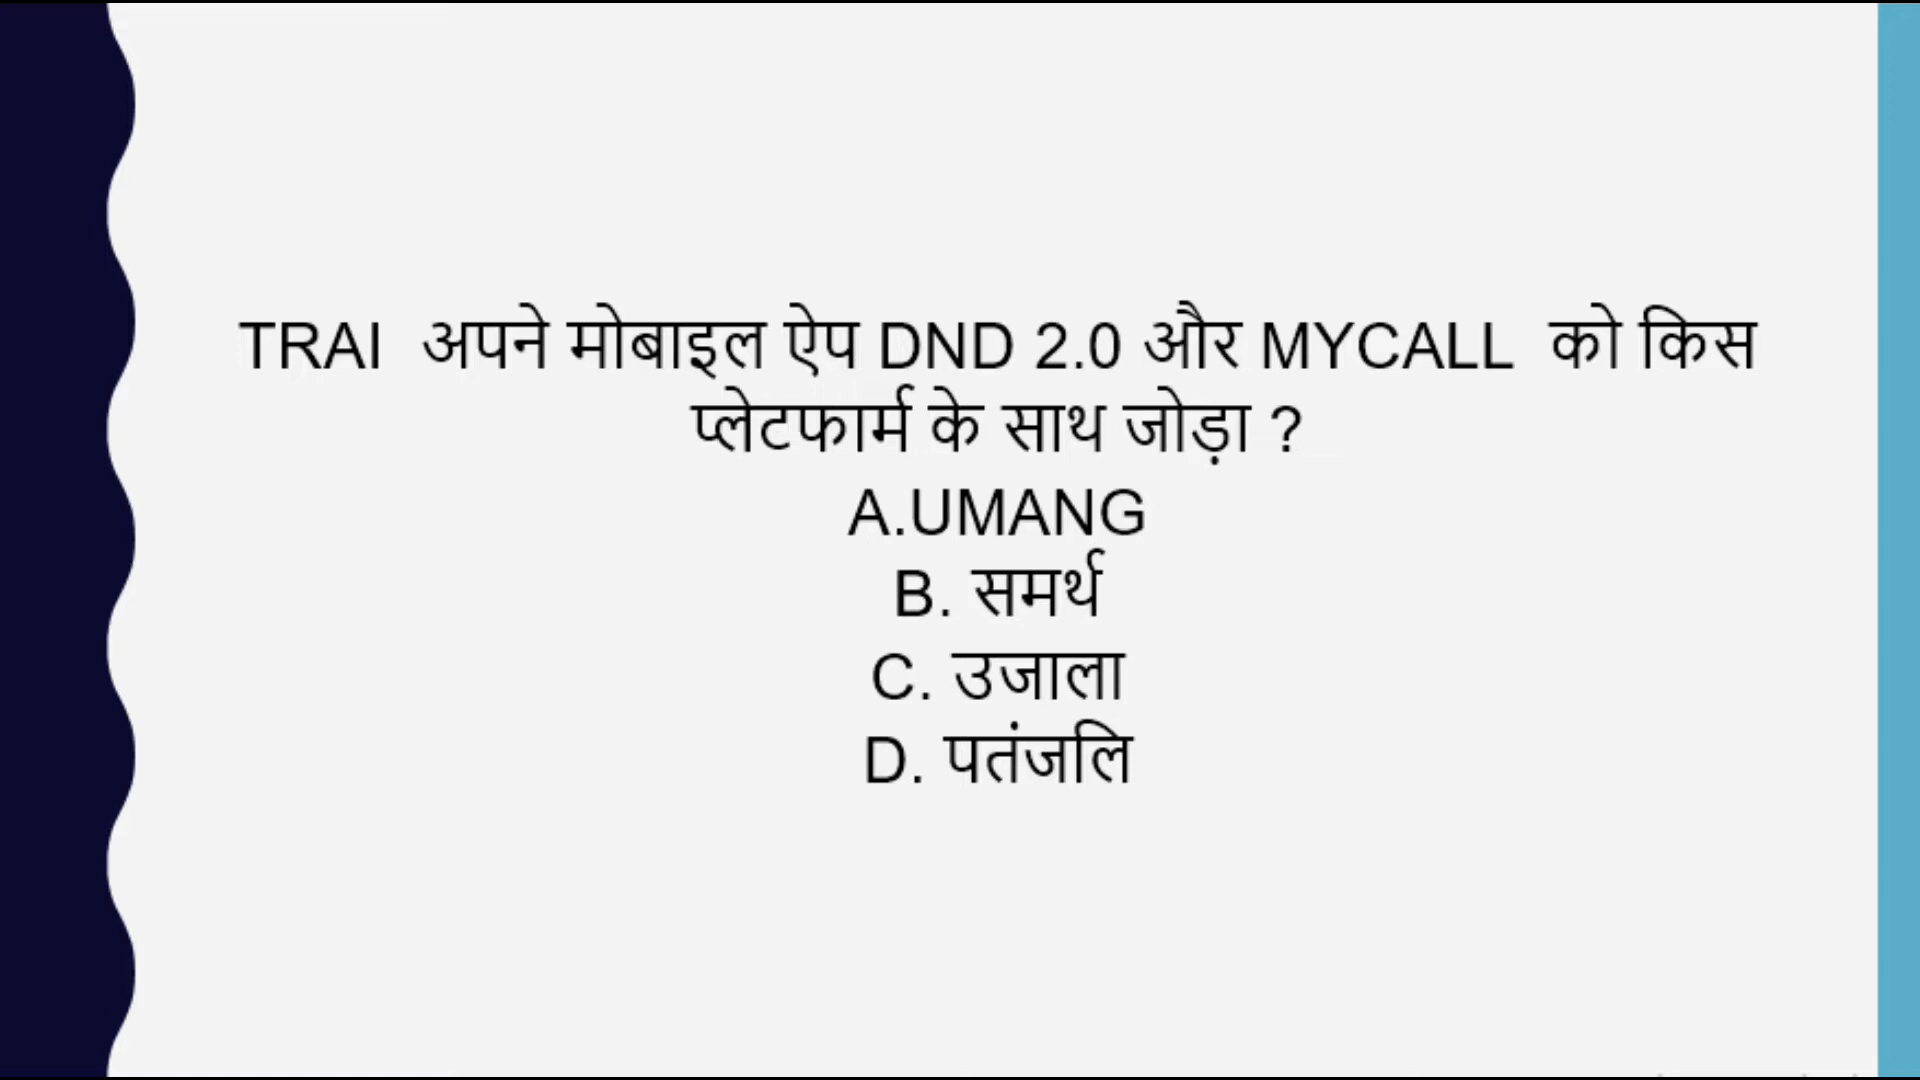 TRAI अपने मोबाइल ऐप DND 2.0 और MYCALL को किस
प्लेटफार्म के साथ जोड़ा ?
A.UMANG
B. समर्थ
C. उजाला
D. पतंजलि